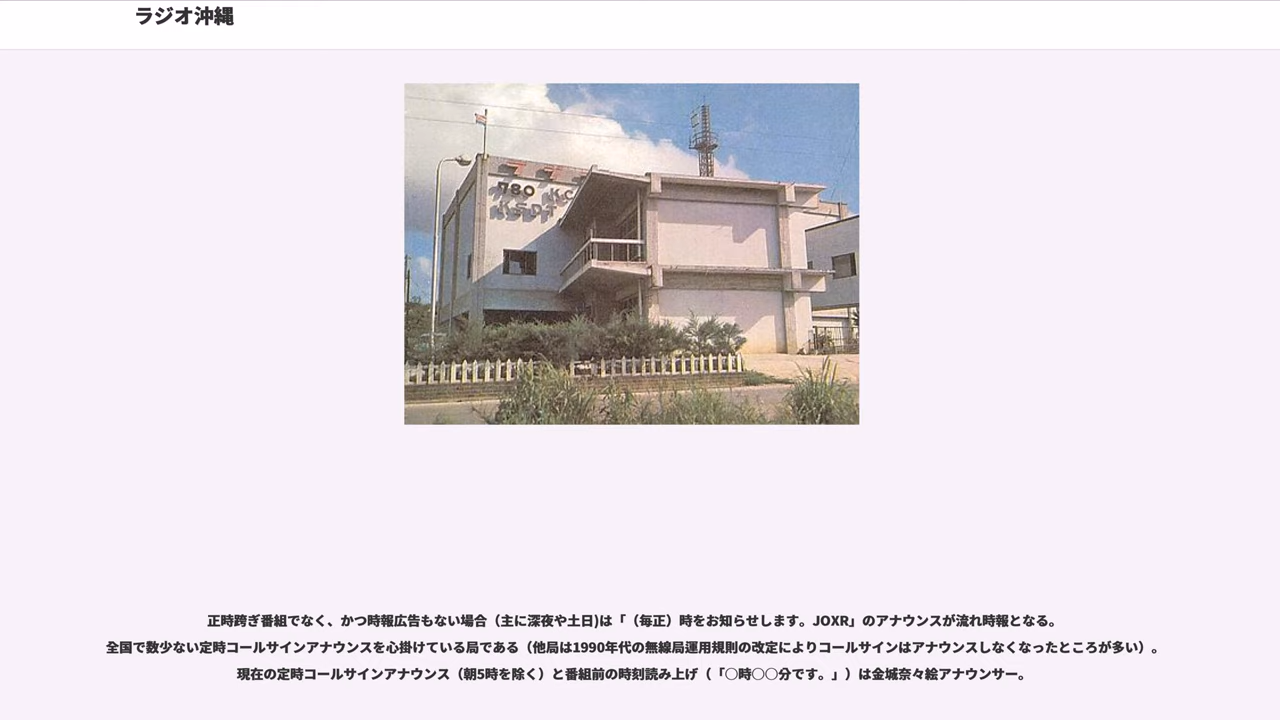 ラジオ沖縄
780 KC
KSDT
正時跨ぎ番組でなく、かつ時報広告もない場合（主に深夜や土日)は「（毎正）時をお知らせします。JOXR」のアナウンスが流れ時報となる。
全国で数少ない定時コールサインアナウンスを心掛けている局である（他局は1990年代の無線局運用規則の改定によりコールサインはアナウンスしなくなったところが多い）。
現在の定時コールサインアナウンス（朝5時を除く）と番組前の時刻読み上げ（「〇時〇〇分です。」）は金城奈々絵アナウンサー。